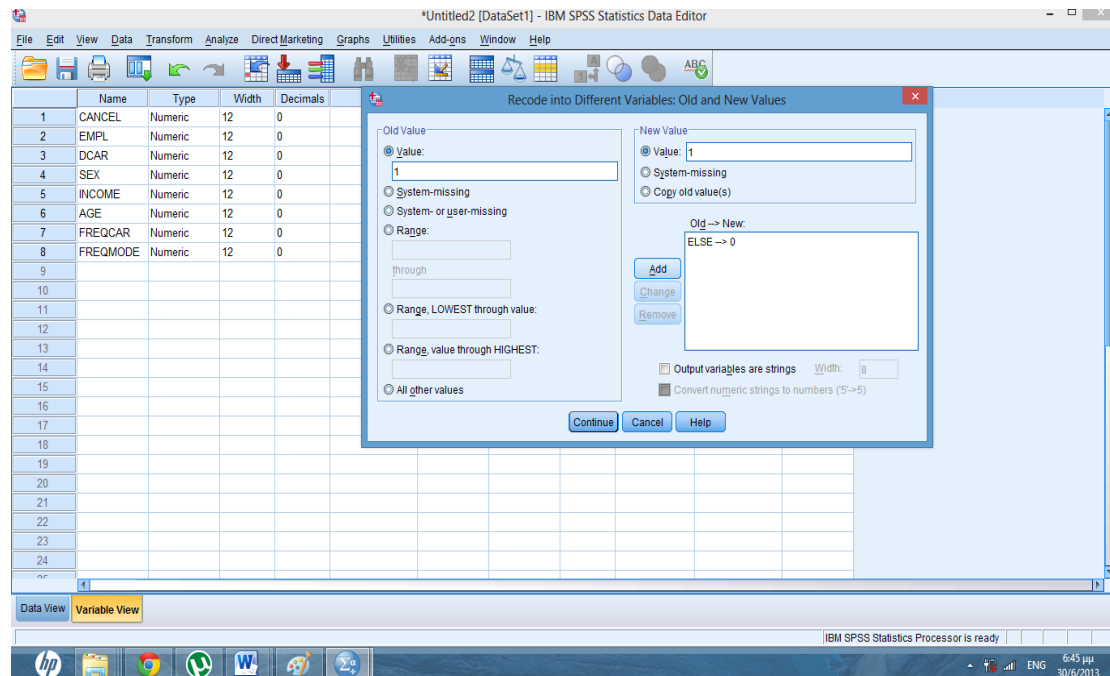 *Untitled2 [DataSet1] - IBM SPSS Statistics Data Editor
File Edit View Data Transform Analyze Direct Marketing Graphs Utilities Add-ons Window Help
Name Type Width Decimals
1 CANCEL Numeric 12 0
2 EMPL Numeric 12 0
3 DCAR Numeric 12 0
4 SEX Numeric 12 0
5 INCOME Numeric 12 0
6 AGE Numeric 12 0
7 FREQCAR Numeric 12 0
8 FREQMODE Numeric 12 0
9
10
11
12
13
14
15
16
17
18
19
20
21
22
23
24
Recode into Different Variables: Old and New Values
Old Value
Value:
1
System-missing
System- or user-missing
Range:
through
Range, LOWEST through value:
Range, value through HIGHEST:
All other values
New Value
Value: 1
System-missing
Copy old value(s)
Old --> New:
ELSE --> 0
Add
Change
Remove
Output variables are strings Width: 8
Convert numeric strings to numbers ('5'->5)
Continue Cancel Help
Data View Variable View
IBM SPSS Statistics Processor is ready
hp W Σα ENG 6:45 μμ
30/6/2013